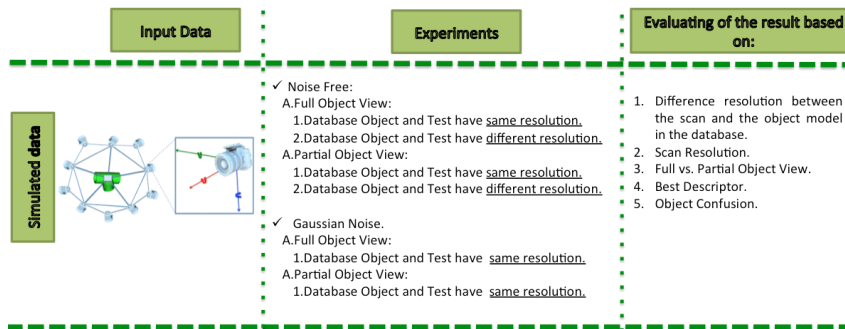 Input Data
Experiments
Evaluating of the result based
on:
Simulated data
✓ Noise Free:
A.Full Object View:
1.Database Object and Test have same resolution.
2.Database Object and Test have different resolution.
A.Partial Object View:
1.Database Object and Test have same resolution.
2.Database Object and Test have different resolution.
✓ Gaussian Noise.
A.Full Object View:
1.Database Object and Test have same resolution.
A.Partial Object View:
1.Database Object and Test have same resolution.
1. Difference resolution between
the scan and the object model
in the database.
2. Scan Resolution.
3. Full vs. Partial Object View.
4. Best Descriptor.
5. Object Confusion.